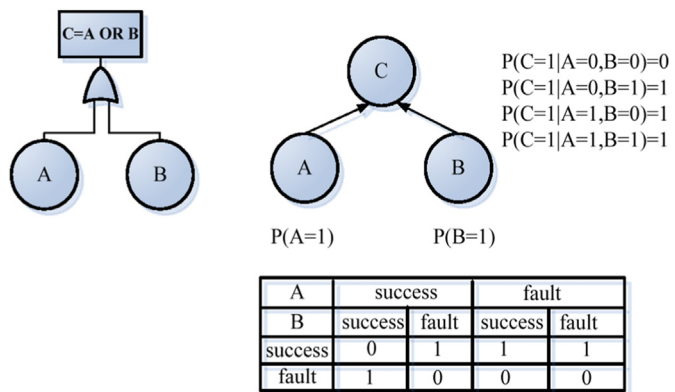 C=A OR B
A
B
C
A
B
P(A=1)
P(B=1)
P(C=1|A=0,B=0)=0
P(C=1|A=0,B=1)=1
P(C=1|A=1,B=0)=1
P(C=1|A=1,B=1)=1
A success fault
B success fault success fault
success 0 1 1 1
fault 1 0 0 0